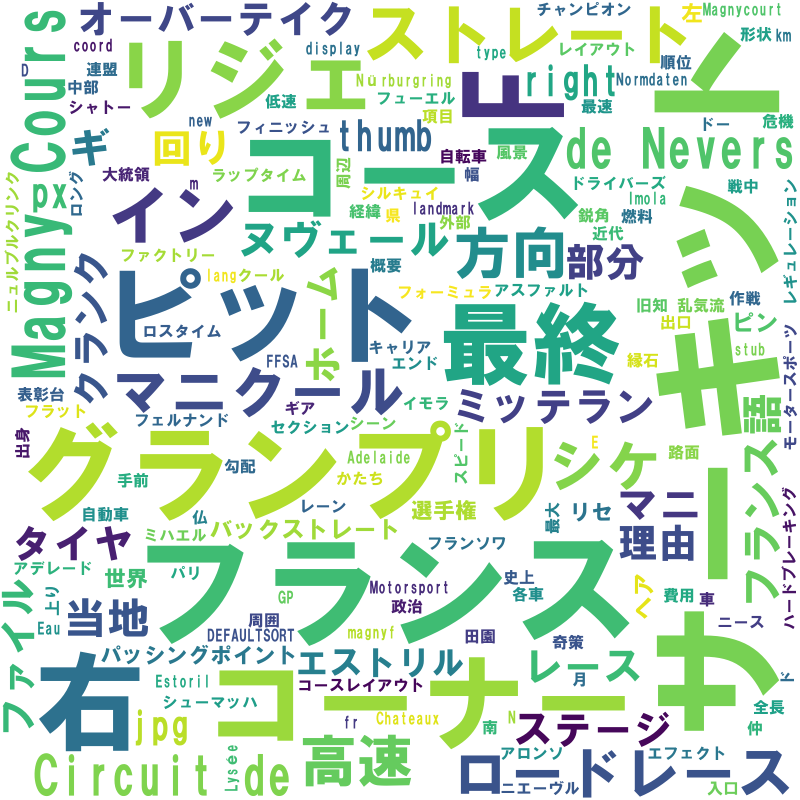 オーバーテイク
チャンピオン
左
Magnycourt
Magny Cours
coord
D
連盟
中部
シャトー
リジェ
display
ストレート
type
レイアウト
形状
km
順位
Normdaten
Nürburgring
低速
フューエル
項目
F
right
最速
サーキット
危機
ドー
new
フィニッシュ
thumb
ギ
回り
コース
自転車
風景
幅
de Nevers
大統領
ラップタイム
周辺
シルキュイ
ドライバーズ
戦中
px
ロング
m
イン
経緯
県
landmark
外部
Imola
鋭角
燃料
近代
レギュレーション
ニュルブルクリンク
ファクトリー
ヌヴェール
方向
部分
クランク
lang
クール
概要
フォーミュラ
アスファルト
旧知
乱気流
作戦
ピット
ホーム
ロスタイム
FFSA
キャリア
エンド
最終
出口
ピン
縁石
stub
モータースポーツ
表彰台
フラット
マニクール
フェルナンド
ギア
イモラ
ミッテラン
フランス語
出身
グランプリ
セクション
シーン
スピード
シケ
E
路面
手前
勾配
かたち
Adelaide
レーン
選手権
最大
リセ
マニ
理由
自動車
仏
ミハエル
バックストレート
フランソワ
ハードブレーキング
タイヤ
アデレード
世界
パリ
フランス
GP
Motorsport
政治
史上
各車
ヘア
費用
車
ファイル
上り
Eau
当地
周囲
DEFAULTSORT
magnyf
田園
奇策
ニース
パッシングポイント
エストリル
レース
右
Estoril
シューマッハ
コースレイアウト
月
ド
全長
jpg
コーナー
Lysée
fr
Chateaux
南
N
ステージ
仲
Circuit de
高速
アロンソ
エフェクト
ロードレース
ニエーヴル
入口